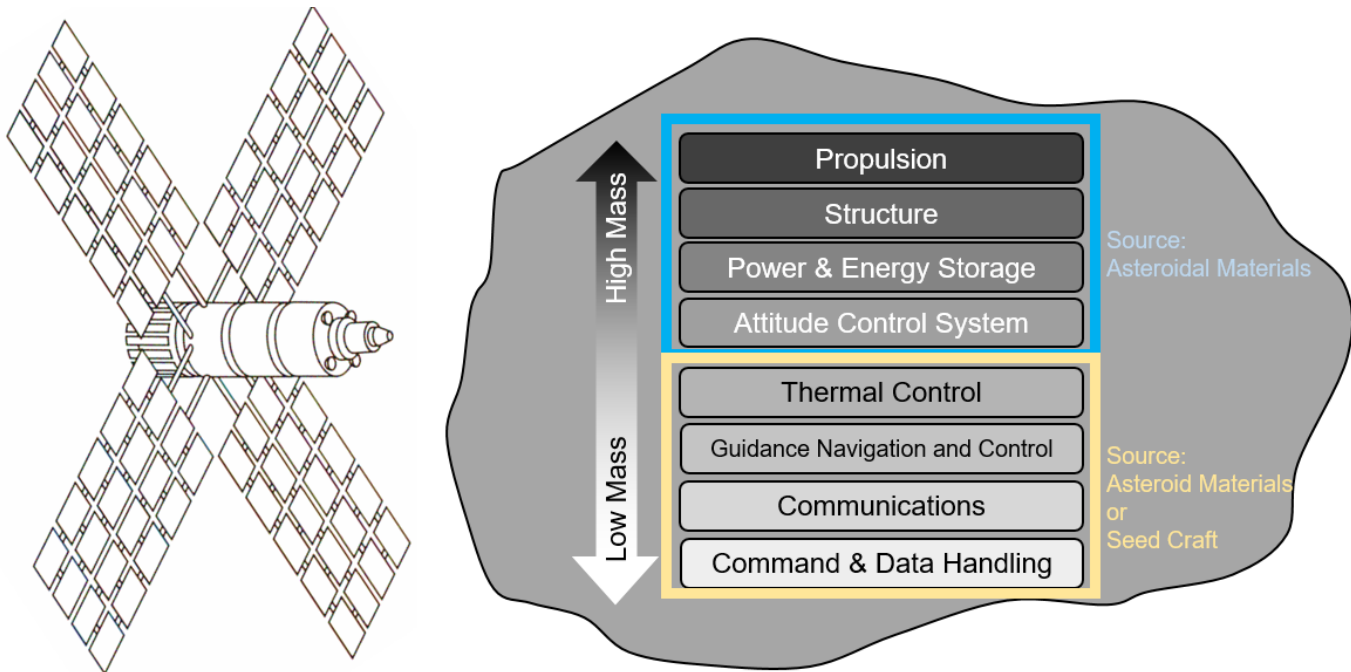 High Mass
Low Mass
Propulsion
Structure
Power & Energy Storage
Attitude Control System
Source:
Asteroidal Materials
Thermal Control
Guidance Navigation and Control
Communications
Command & Data Handling
Source:
Asteroid Materials
or
Seed Craft